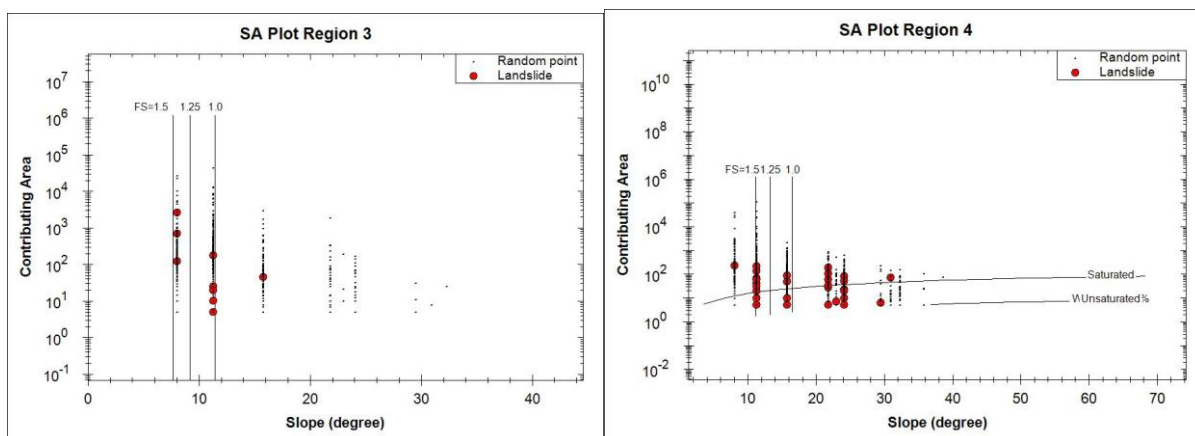 SA Plot Region 3
Random point
Landslide
FS=1.5 1.25 1.0
Contributing Area
10^7
10^6
10^5
10^4
10^3
10^2
10^1
10^0
10^-1
0 10 20 30 40
Slope (degree)
SA Plot Region 4
Random point
Landslide
FS=1.5 1.25 1.0
Contributing Area
10^10
10^8
10^6
10^4
10^2
10^0
10^-2
Saturated
Unsaturated%
10 20 30 40 50 60 70
Slope (degree)